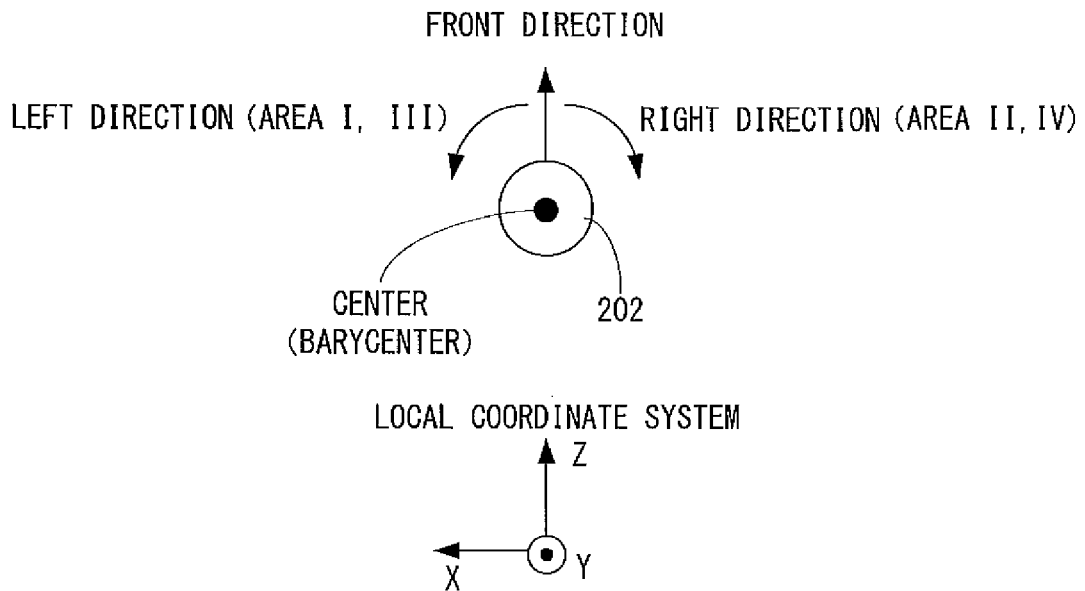 FRONT DIRECTION
LEFT DIRECTION (AREA I, III)
RIGHT DIRECTION (AREA II, IV)
CENTER
(BARYCENTER)
202
LOCAL COORDINATE SYSTEM
Z
X
Y